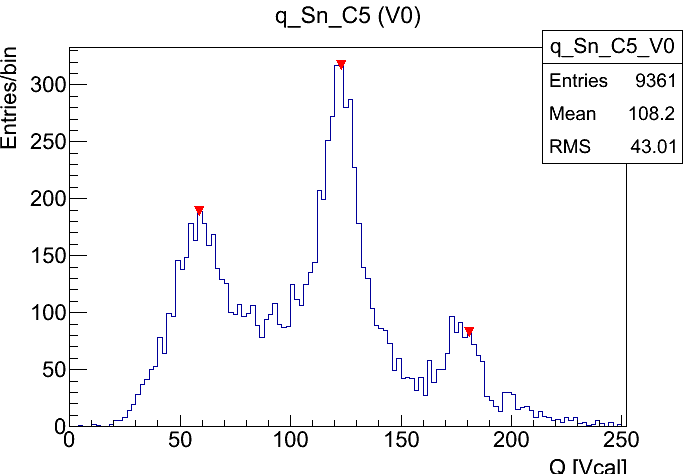 q_Sn_C5 (V0)
q_Sn_C5_V0
Entries 9361
Mean 108.2
RMS 43.01
Entries/bin
300
250
200
150
100
50
0
0 50 100 150 200 250
Q [Vcal]